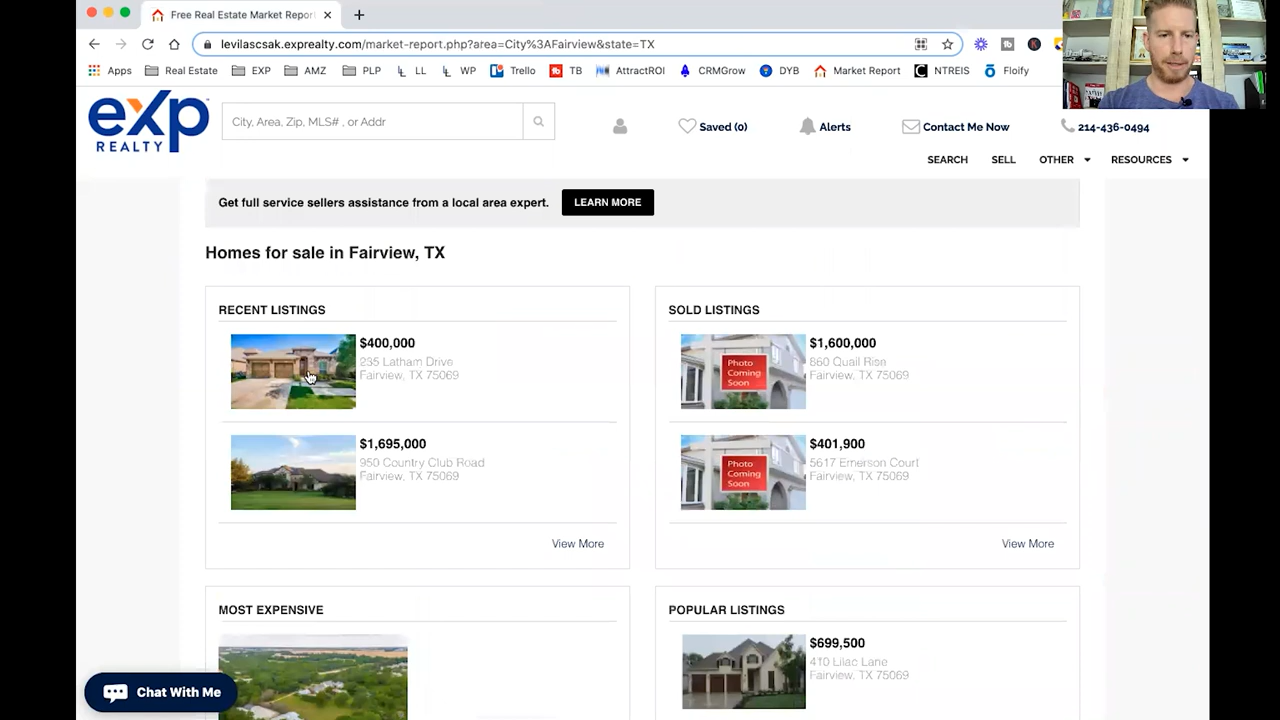 Free Real Estate Market Report
levilascsak.exprealty.com/market-report.php?area=City%3AFairview&state=TX
Apps Real Estate EXP AMZ PLP LL WP Trello TB AttractROI CRMGrow DYB Market Report NTREIS Floify
eXp
REALTY
City, Area, Zip, MLS# , or Addr
Saved (0) Alerts Contact Me Now 214-436-0494
SEARCH SELL OTHER RESOURCES
Get full service sellers assistance from a local area expert. LEARN MORE
Homes for sale in Fairview, TX
RECENT LISTINGS
$400,000
235 Latham Drive
Fairview, TX 75069
$1,695,000
950 Country Club Road
Fairview, TX 75069
View More
SOLD LISTINGS
Photo
Coming
Soon
$1,600,000
860 Quail Rise
Fairview, TX 75069
Photo
Coming
Soon
$401,900
5617 Emerson Court
Fairview, TX 75069
View More
MOST EXPENSIVE
POPULAR LISTINGS
$699,500
410 Lilac Lane
Fairview, TX 75069
Chat With Me